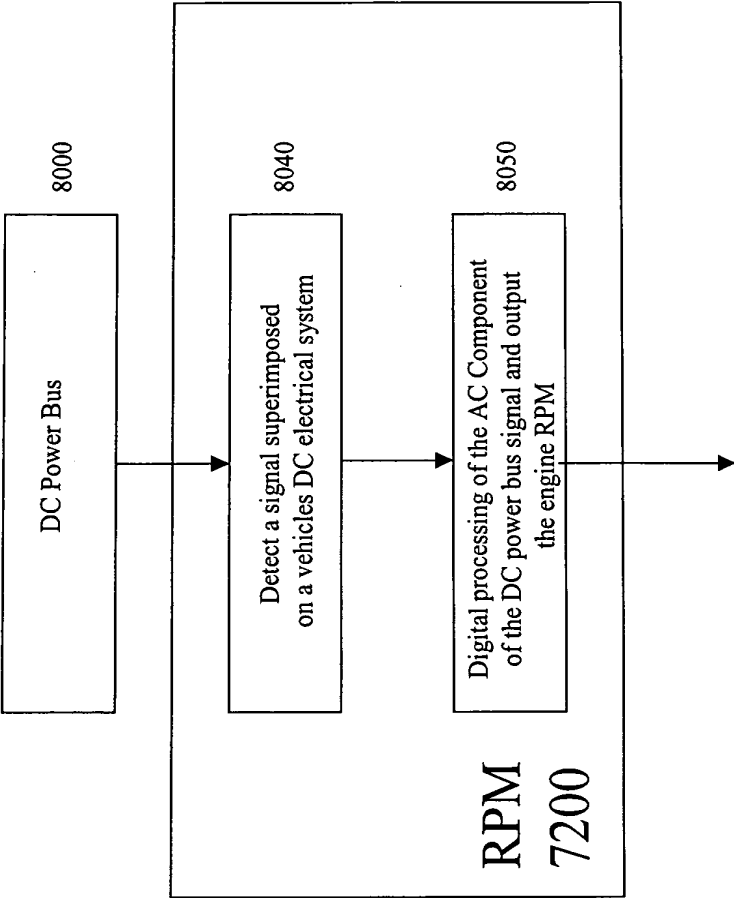 8000
DC Power Bus
8040
Detect a signal superimposed
on a vehicles DC electrical system
8050
Digital processing of the AC Component
of the DC power bus signal and output
the engine RPM
RPM
7200